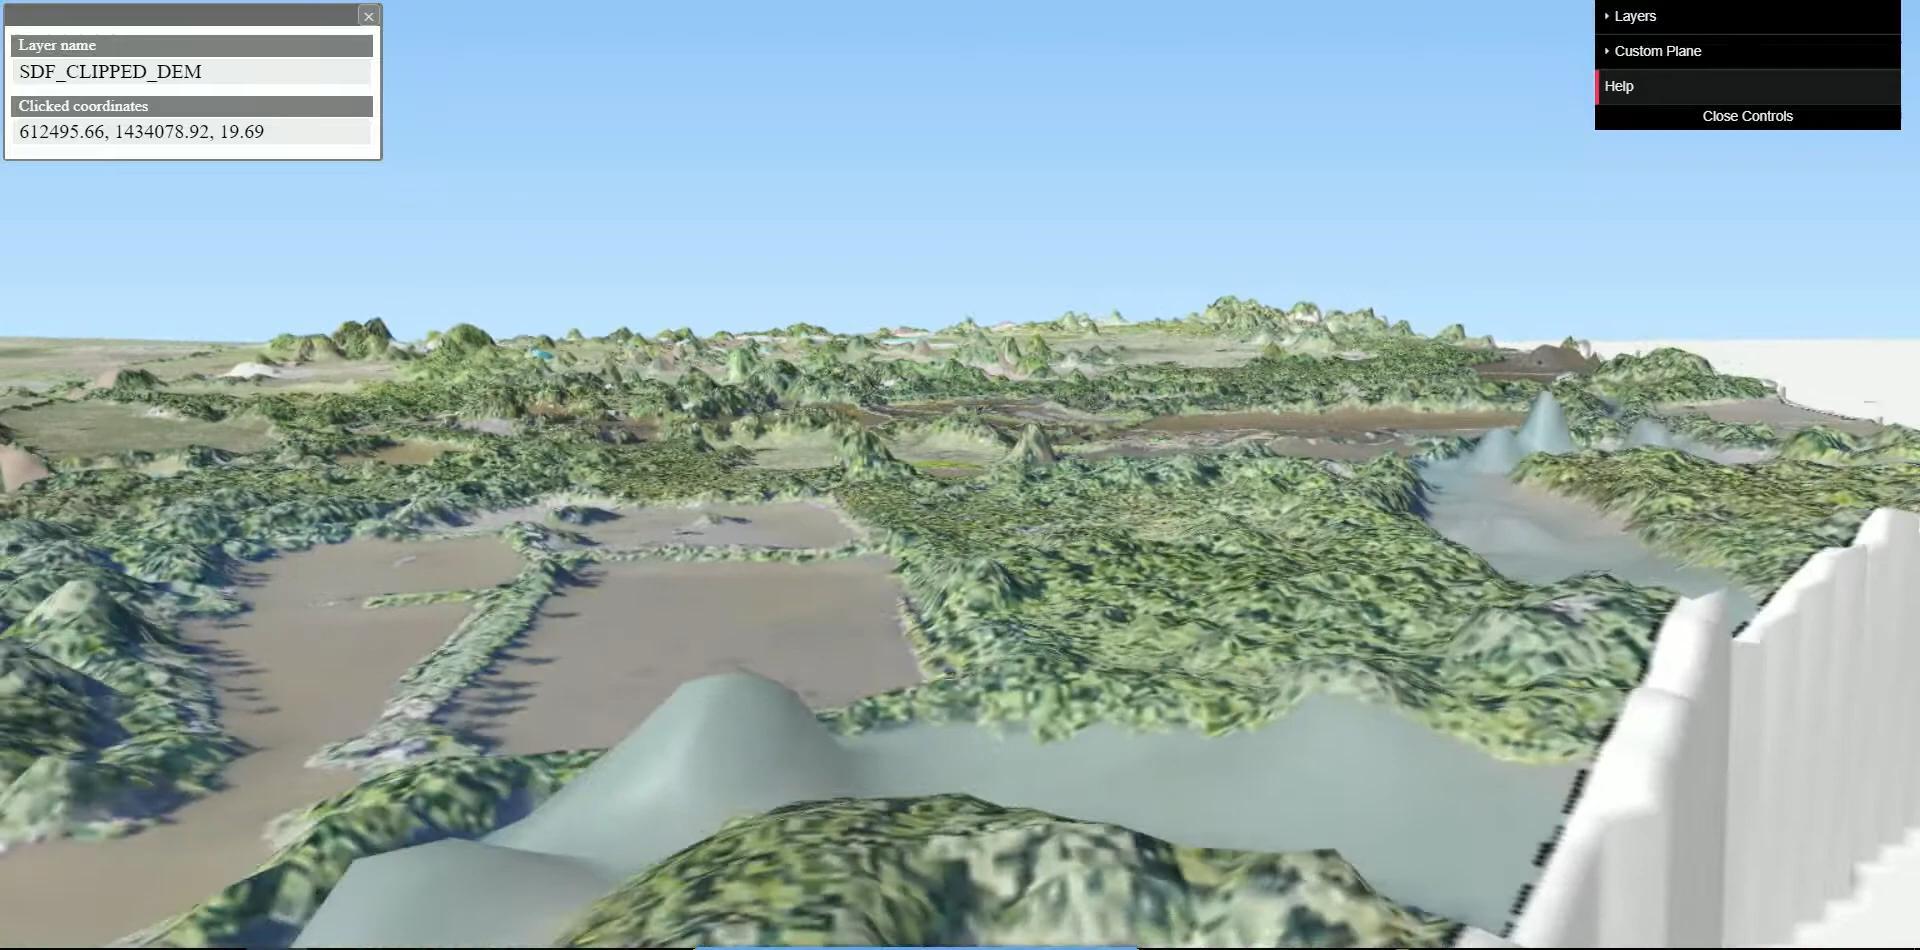 Layer name
SDF_CLIPPED_DEM
Clicked coordinates
612495.66, 1434078.92, 19.69
Layers
Custom Plane
Help
Close Controls